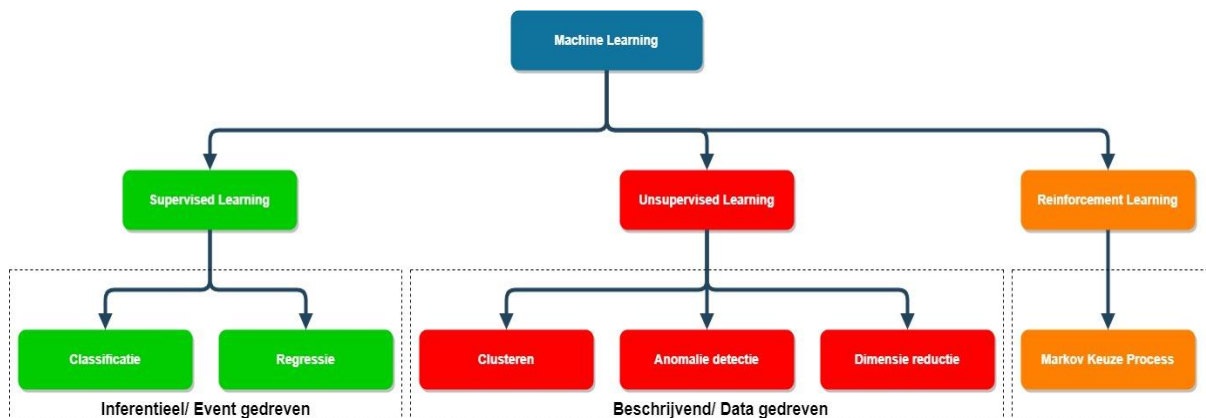 Machine Learning
Supervised Learning
Unsupervised Learning
Reinforcement Learning
Classificatie
Regressie
Clusteren
Anomalie detectie
Dimensie reductie
Markov Keuze Process
Inferentieel/ Event gedreven
Beschrijvend/ Data gedreven